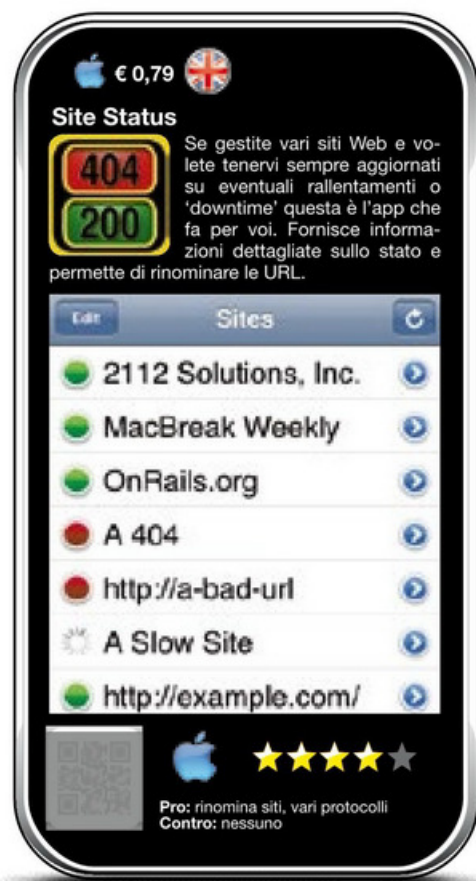 € 0,79
Site Status
404
200
Se gestite vari siti Web e vo-
lete tenervi sempre aggiornati
su eventuali rallentamenti o
‘downtime’ questa è l’app che
fa per voi. Fornisce informa-
zioni dettagliate sullo stato e
permette di rinominare le URL.
Edit
Sites
2112 Solutions, Inc.
MacBreak Weekly
OnRails.org
A 404
http://a-bad-url
A Slow Site
http://example.com/
Pro: rinomina siti, vari protocolli
Contro: nessuno